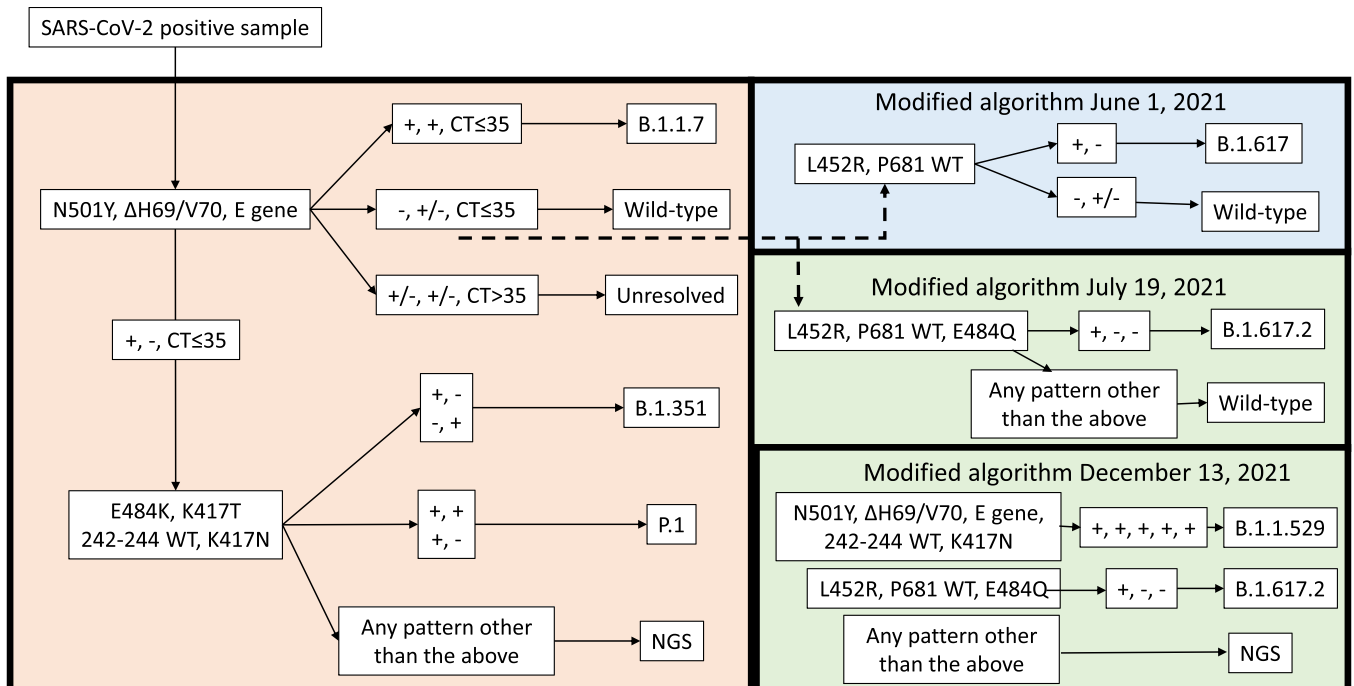 SARS-CoV-2 positive sample
N501Y, ΔH69/V70, E gene
+, +, CT≤35
B.1.1.7
-, +/-, CT≤35
Wild-type
+/-, +/-, CT>35
Unresolved
+, -, CT≤35
E484K, K417T
242-244 WT, K417N
+, -
-, +
B.1.351
+, +
+, -
P.1
Any pattern other
than the above
NGS
Modified algorithm June 1, 2021
L452R, P681 WT
+, -
B.1.617
-, +/-
Wild-type
Modified algorithm July 19, 2021
L452R, P681 WT, E484Q
+, -, -
B.1.617.2
Any pattern other
than the above
Wild-type
Modified algorithm December 13, 2021
N501Y, ΔH69/V70, E gene,
242-244 WT, K417N
+, +, +, +, +
B.1.1.529
L452R, P681 WT, E484Q
+, -, -
B.1.617.2
Any pattern other
than the above
NGS